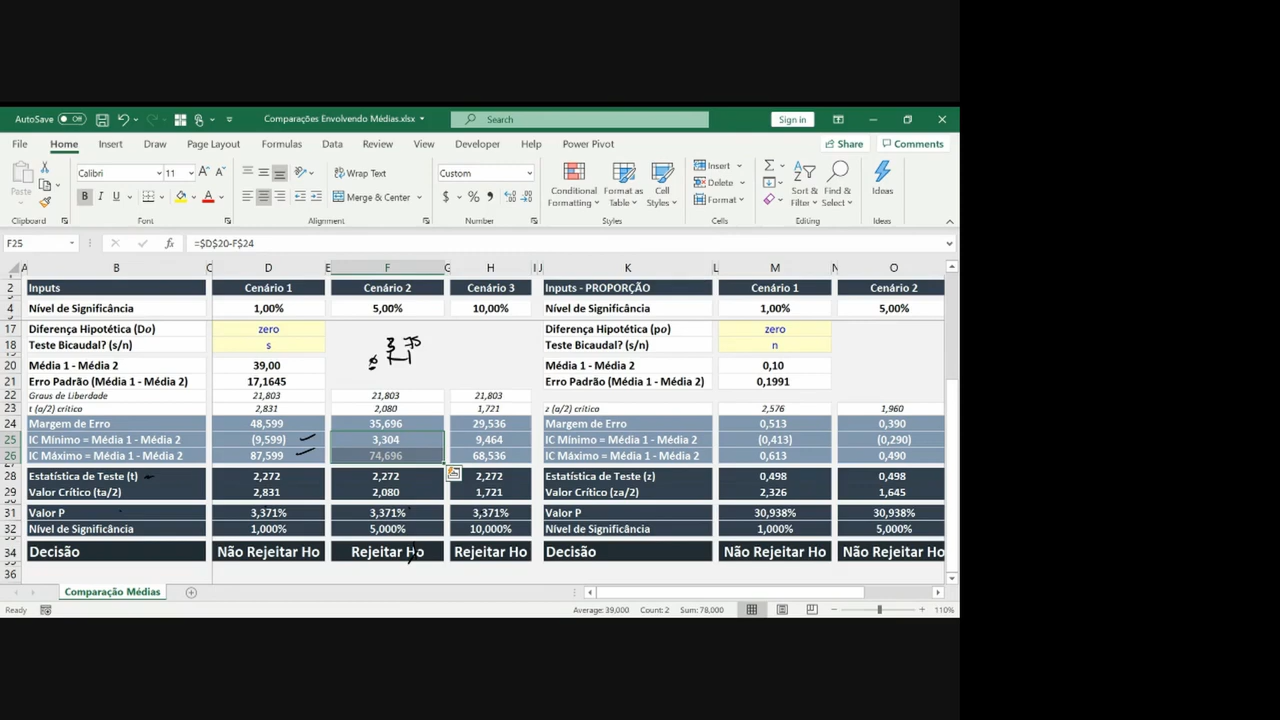 AutoSave Off Comparações Envolvendo Médias.xlsx Search Sign in
File Home Insert Draw Page Layout Formulas Data Review View Developer Help Power Pivot Share Comments
Paste Calibri 11 Wrap Text Custom Conditional Formatting Format as Table Cell Styles Insert Sort & Filter Find & Select Ideas
B I U Merge & Center $ % Delete
Format
Clipboard Font Alignment Number Styles Cells Editing Ideas
F25 =$D$20-F$24
A B C D E F G H I J K L M N O
2 Inputs Cenário 1 Cenário 2 Cenário 3 Inputs - PROPORÇÃO Cenário 1 Cenário 2
4 Nível de Significância 1,00% 5,00% 10,00% Nível de Significância 1,00% 5,00%
17 Diferença Hipotética (Do) zero Diferença Hipotética (po) zero
18 Teste Bicaudal? (s/n) s Teste Bicaudal? (s/n) n
3 75
20 Média 1 - Média 2 39,00 Média 1 - Média 2 0,10
21 Erro Padrão (Média 1 - Média 2) 17,1645 Erro Padrão (Média 1 - Média 2) 0,1991
22 Graus de Liberdade 21,803 21,803 21,803
23 t (a/2) crítico 2,831 2,080 1,721 z (a/2) crítico 2,576 1,960
24 Margem de Erro 48,599 35,696 29,536 Margem de Erro 0,513 0,390
25 IC Mínimo = Média 1 - Média 2 (9,599) 3,304 9,464 IC Mínimo = Média 1 - Média 2 (0,413) (0,290)
26 IC Máximo = Média 1 - Média 2 87,599 74,696 68,536 IC Máximo = Média 1 - Média 2 0,613 0,490
28 Estatística de Teste (t) 2,272 2,272 2,272 Estatística de Teste (z) 0,498 0,498
29 Valor Crítico (ta/2) 2,831 2,080 1,721 Valor Crítico (za/2) 2,326 1,645
31 Valor P 3,371% 3,371% 3,371% Valor P 30,938% 30,938%
32 Nível de Significância 1,000% 5,000% 10,000% Nível de Significância 1,000% 5,000%
34 Decisão Não Rejeitar Ho Rejeitar Ho Rejeitar Ho Decisão Não Rejeitar Ho Não Rejeitar Ho
36
Comparação Médias
Ready Average: 39,000 Count: 2 Sum: 78,000 110%